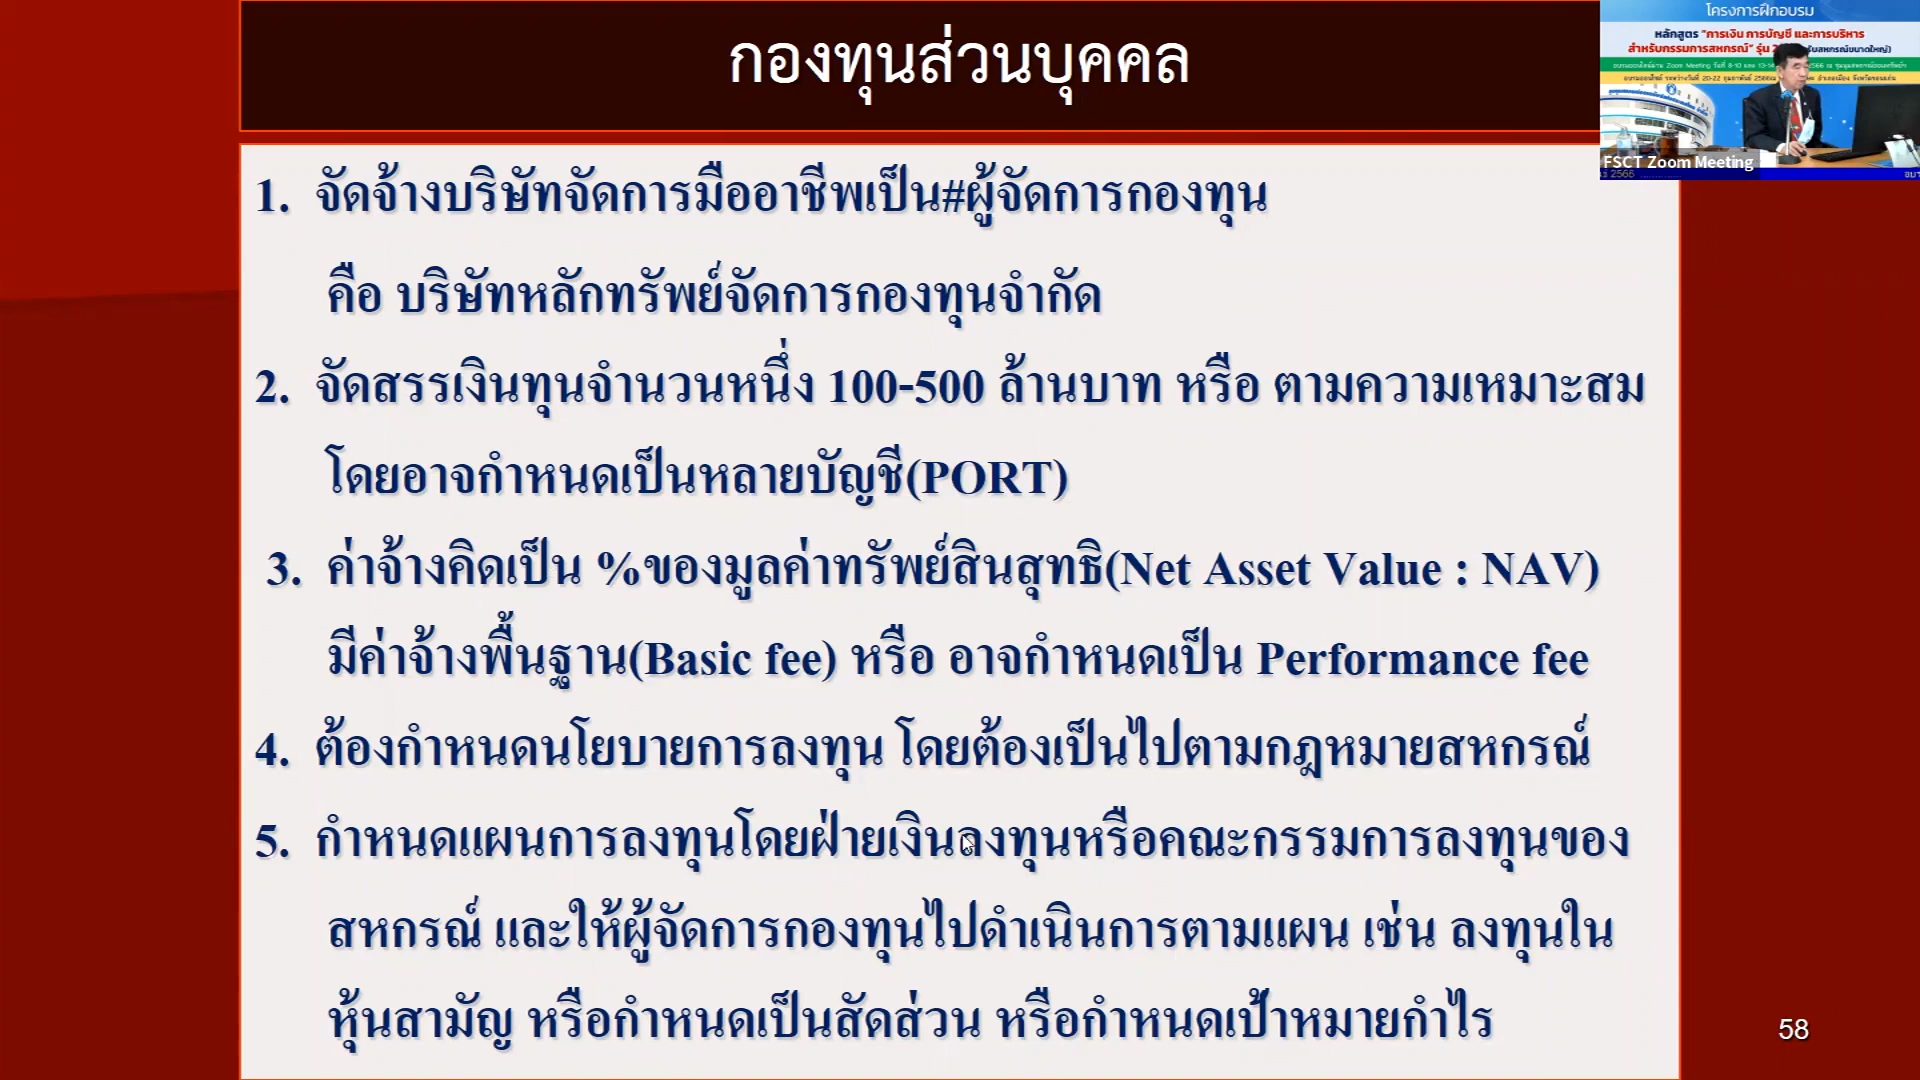 กองทุนส่วนบุคคล
โครงการฝึกอบรม
หลักสูตร "การเงิน การบัญชี และการบริหาร
สำหรับกรรมการสหกรณ์" รุ่น
FSCT Zoom Meeting
2566
1. จัดจ้างบริษัทจัดการมืออาชีพเป็น#ผู้จัดการกองทุน
คือ บริษัทหลักทรัพย์จัดการกองทุนจำกัด
2. จัดสรรเงินทุนจำนวนหนึ่ง 100-500 ล้านบาท หรือ ตามความเหมาะสม
โดยอาจกำหนดเป็นหลายบัญชี(PORT)
3. ค่าจ้างคิดเป็น %ของมูลค่าทรัพย์สินสุทธิ(Net Asset Value : NAV)
มีค่าจ้างพื้นฐาน(Basic fee) หรือ อาจกำหนดเป็น Performance fee
4. ต้องกำหนดนโยบายการลงทุน โดยต้องเป็นไปตามกฎหมายสหกรณ์
5. กำหนดแผนการลงทุนโดยฝ่ายเงินลงทุนหรือคณะกรรมการลงทุนของ
สหกรณ์ และให้ผู้จัดการกองทุนไปดำเนินการตามแผน เช่น ลงทุนใน
หุ้นสามัญ หรือกำหนดเป็นสัดส่วน หรือกำหนดเป้าหมายกำไร
58